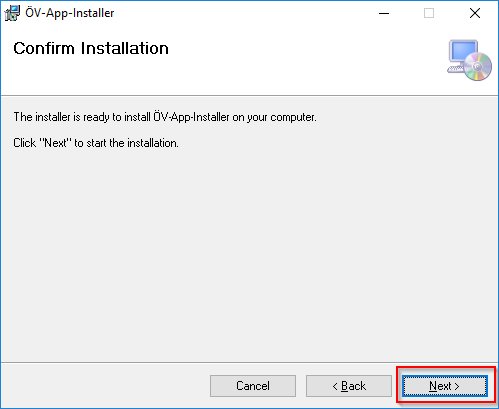 ÖV-App-Installer
Confirm Installation
The installer is ready to install ÖV-App-Installer on your computer.
Click "Next" to start the installation.
Cancel
< Back
Next >